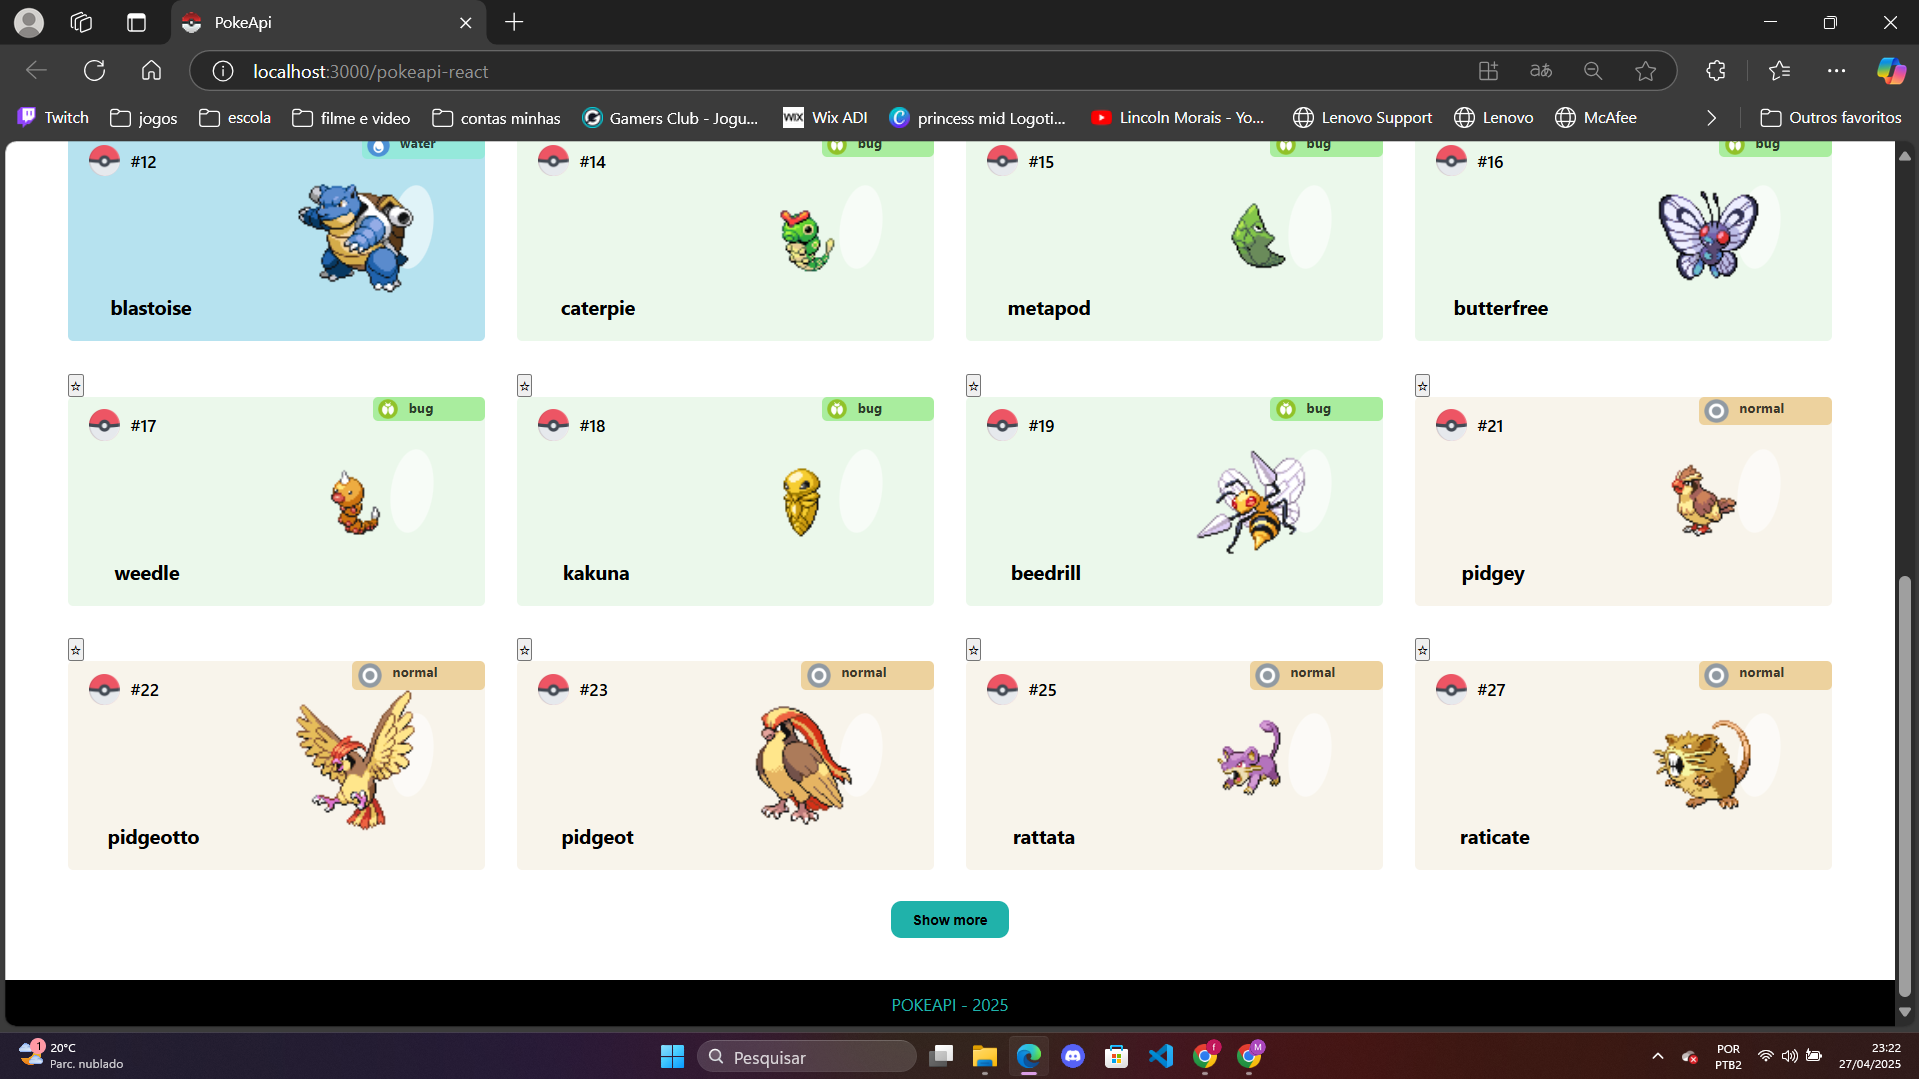 PokeApi
localhost:3000/pokeapi-react
Twitch jogos escola filme e video contas minhas Gamers Club - Jogu... WIX Wix ADI princess mid Logoti... Lincoln Morais - Yo... Lenovo Support Lenovo McAfee Outros favoritos
#12 water #14 bug #15 bug #16 bug
blastoise caterpie metapod butterfree
#17 bug #18 bug #19 bug #21 normal
weedle kakuna beedrill pidgey
#22 normal #23 normal #25 normal #27 normal
pidgeotto pidgeot rattata raticate
Show more
POKEAPI - 2025
1 20°C
Parc. nublado
Pesquisar
f M
POR
PTB2
23:22
27/04/2025